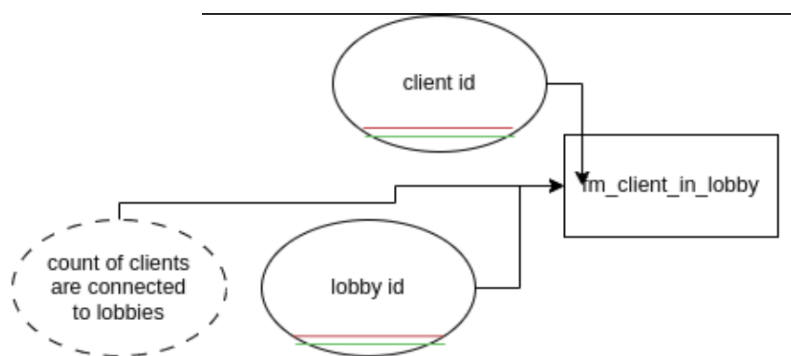 client id
fm_client_in_lobby
count of clients
are connected
to lobbies
lobby id